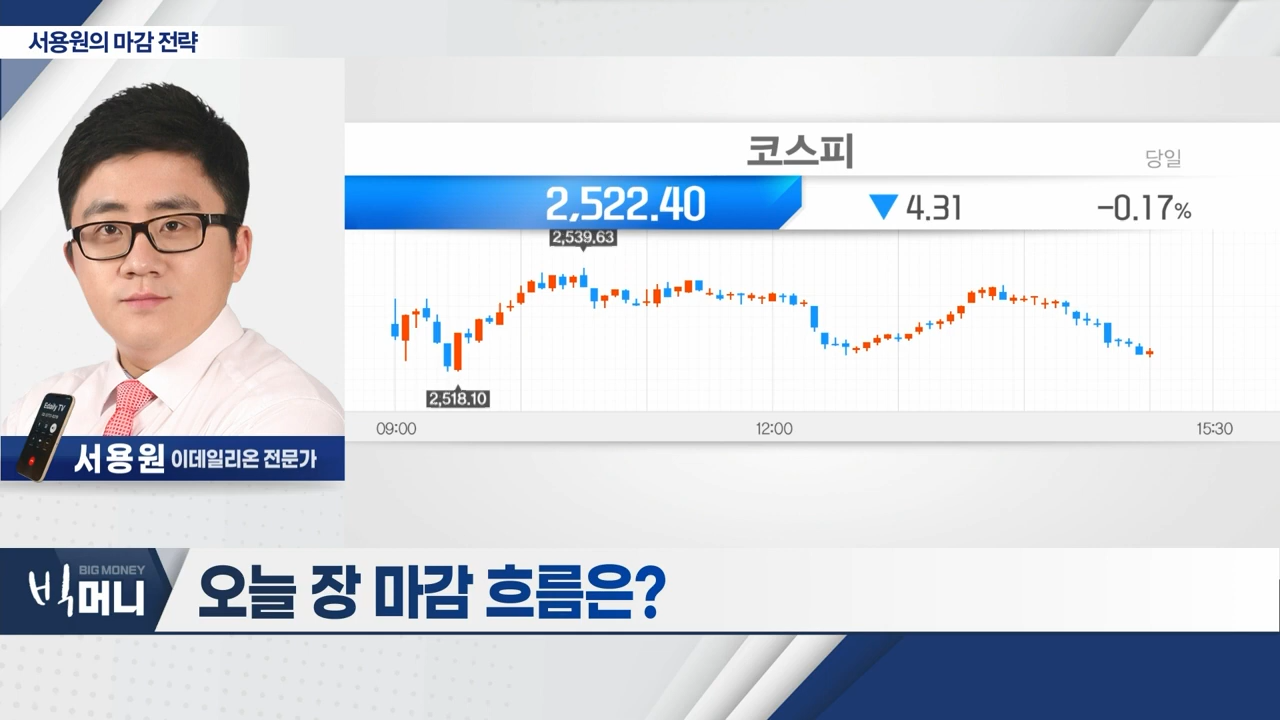 서용원의 마감 전략
코스피
당일
2,522.40
▼ 4.31
-0.17%
2,539.63
2,518.10
09:00
12:00
15:30
Edaily TV
서용원 이데일리온 전문가
BIG MONEY
빅머니
오늘 장 마감 흐름은?